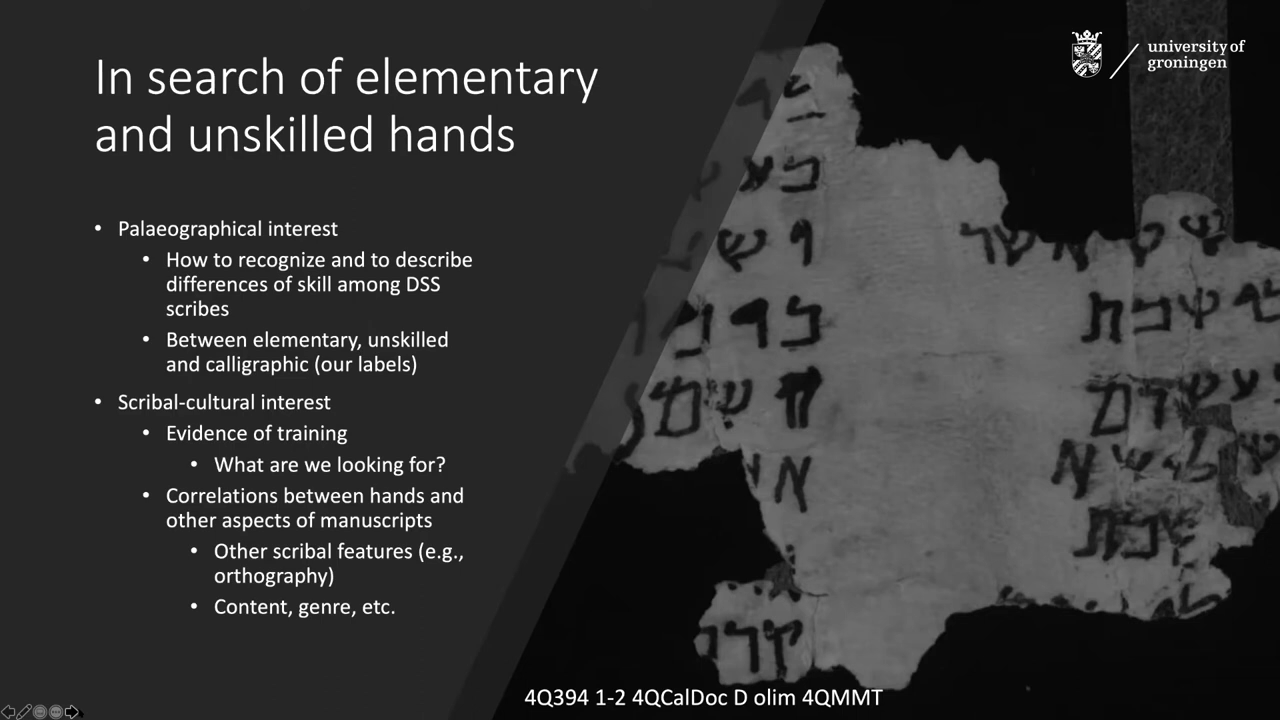 In search of elementary
and unskilled hands
university of
groningen
• Palaeographical interest
• How to recognize and to describe
differences of skill among DSS
scribes
• Between elementary, unskilled
and calligraphic (our labels)
• Scribal-cultural interest
• Evidence of training
• What are we looking for?
• Correlations between hands and
other aspects of manuscripts
• Other scribal features (e.g.,
orthography)
• Content, genre, etc.
4Q394 1-2 4QCalDoc D olim 4QMMT